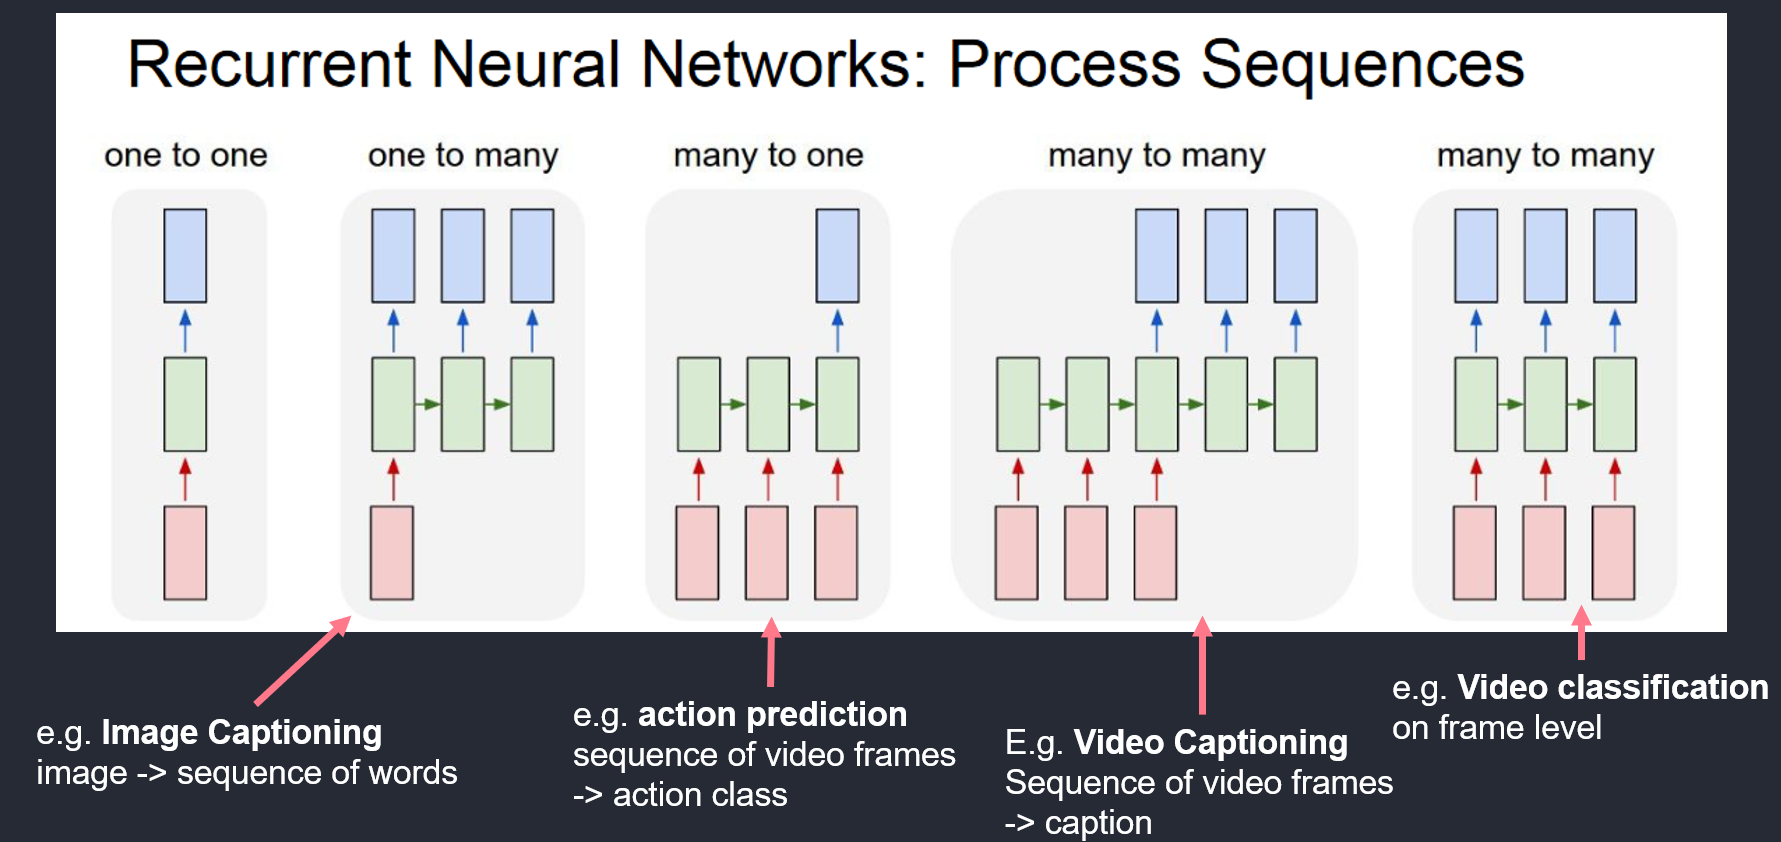 Recurrent Neural Networks: Process Sequences
one to one
one to many
many to one
many to many
many to many
e.g. Image Captioning
image -> sequence of words
e.g. action prediction
sequence of video frames
-> action class
E.g. Video Captioning
Sequence of video frames
-> caption
e.g. Video classification
on frame level